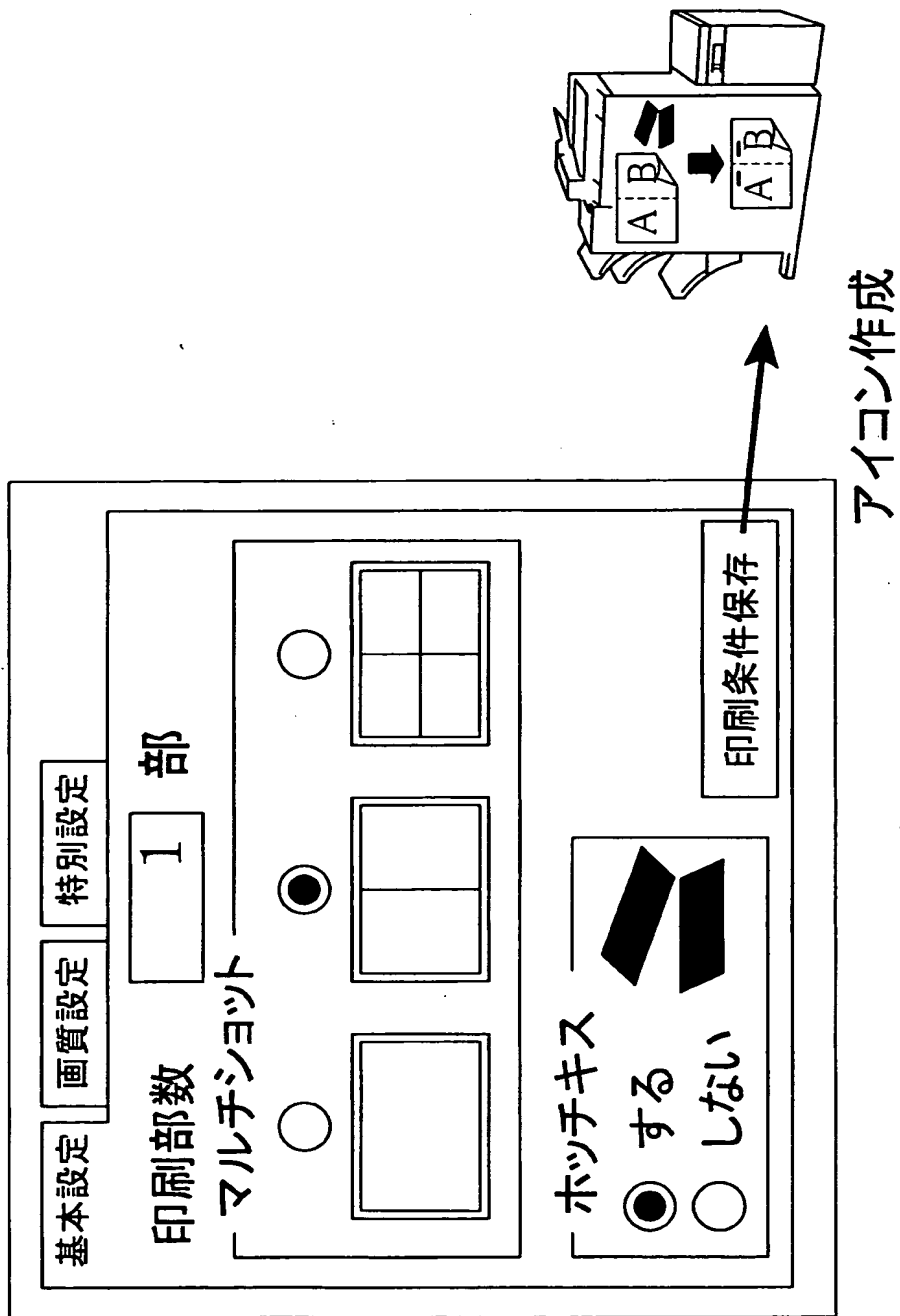 基本設定
画質設定
特別設定
印刷部数 1 部
マルチショット
ホッチキス
する
しない
印刷条件保存
A B
A B
アイコン作成